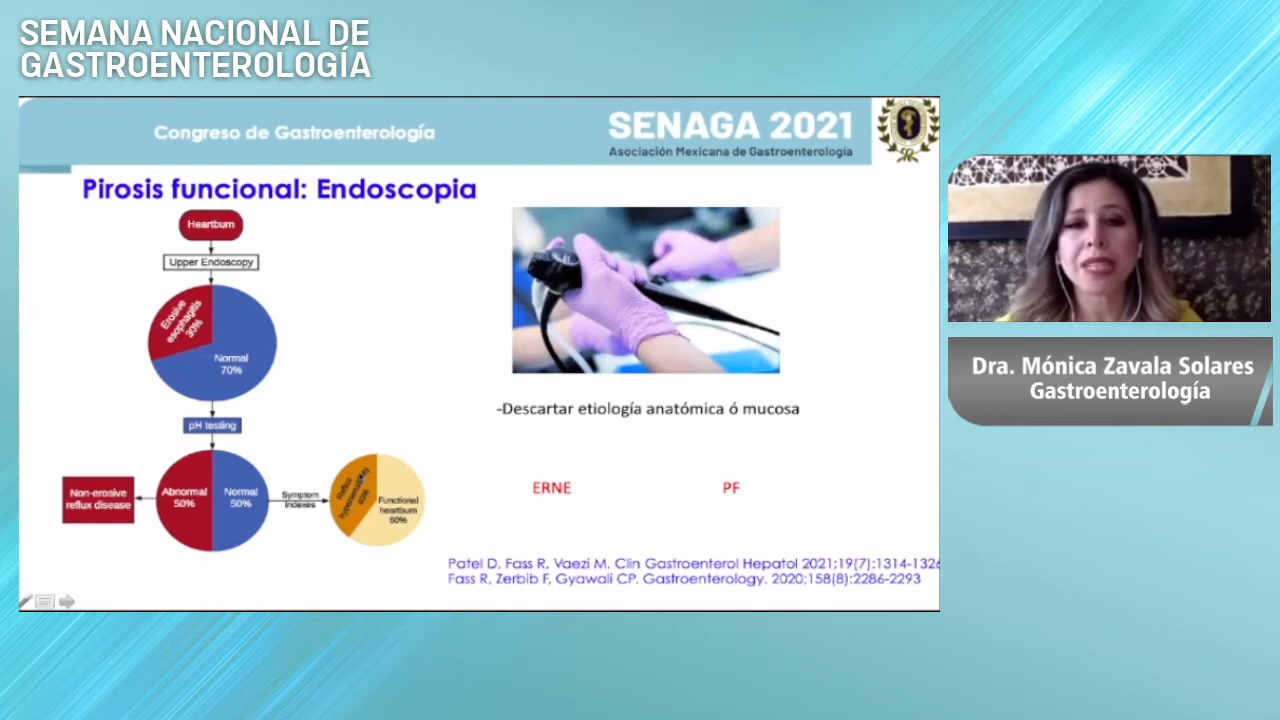 SEMANA NACIONAL DE
GASTROENTEROLOGÍA
Congreso de Gastroenterología
SENAGA 2021
Asociación Mexicana de Gastroenterología
Pirosis funcional: Endoscopia
Heartburn
Upper Endoscopy
Erosive
esophagitis
30%
Normal
70%
pH testing
Non-erosive
reflux disease
Abnormal
50%
Normal
50%
Symptom
indexes
Reflux
hypersensitivity
40%
Functional
heartburn
60%
-Descartar etiología anatómica ó mucosa
ERNE
PF
Patel D, Fass R, Vaezi M. Clin Gastroenterol Hepatol 2021;19(7):1314-1326
Fass R, Zerbib F, Gyawali CP. Gastroenterology. 2020;158(8):2286-2293
Dra. Mónica Zavala Solares
Gastroenterología